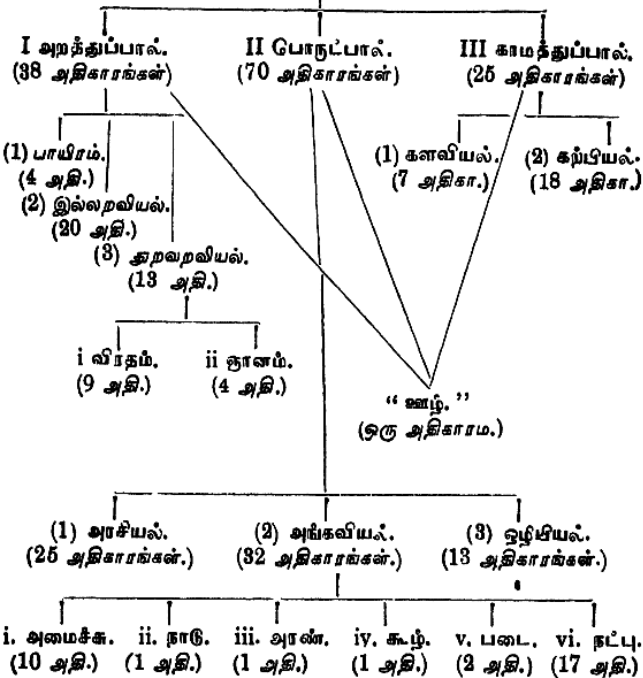 I அறத்துப்பால். II பொருட்பால். III காமத்துப்பால்.
(38 அதிகாரங்கள்) (70 அதிகாரங்கள்) (25 அதிகாரங்கள்)
(1) பாயிரம். (1) களவியல். (2) கற்பியல்.
(4 அதி.) (7 அதிகா.) (18 அதிகா.)
(2) இல்லறவியல்.
(20 அதி.)
(3) துறவறவியல்.
(13 அதி.)
i விரதம். ii ஞானம்.
(9 அதி.) (4 அதி.)
“ ஊழ். ”
(ஒரு அதிகாரம.)
(1) அரசியல். (2) அங்கவியல். (3) ஒழிபியல்.
(25 அதிகாரங்கள்.) (32 அதிகாரங்கள்.) (13 அதிகாரங்கள்.)
i. அமைச்சு. ii. நாடு. iii. அரண். iv. கூழ். v. படை. vi. நட்பு.
(10 அதி.) (1 அதி.) (1 அதி.) (1 அதி.) (2 அதி.) (17 அதி.)